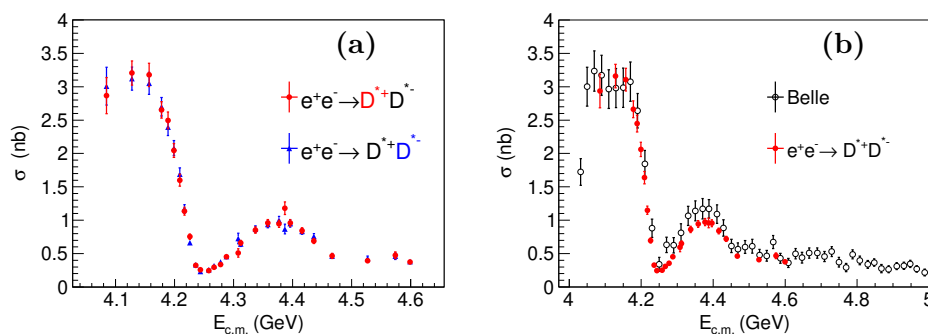 (a)
e⁺e⁻→D*⁺D*⁻
e⁺e⁻→ D*⁺D*⁻
σ (nb)
0 0.5 1 1.5 2 2.5 3 3.5 4
4.1 4.2 4.3 4.4 4.5 4.6
E_c.m. (GeV)
(b)
Belle
e⁺e⁻→ D*⁺D*⁻
σ (nb)
0 0.5 1 1.5 2 2.5 3 3.5 4
4 4.2 4.4 4.6 4.8 5
E_c.m. (GeV)